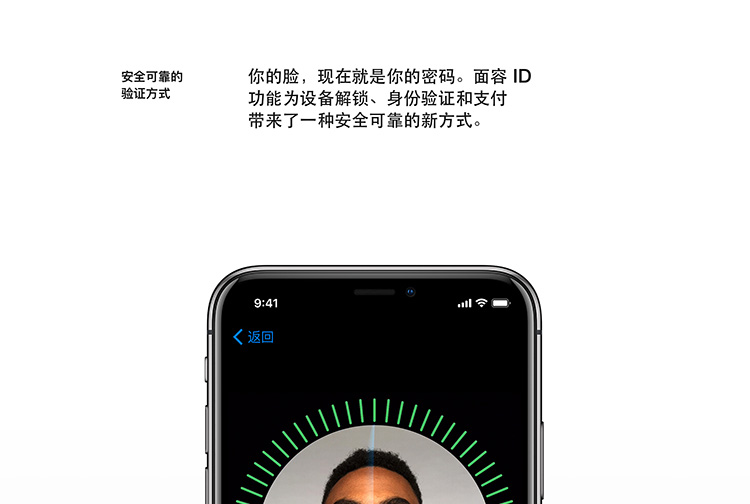 安全可靠的
验证方式
你的脸，现在就是你的密码。面容 ID
功能为设备解锁、身份验证和支付
带来了一种安全可靠的新方式。
9:41
返回